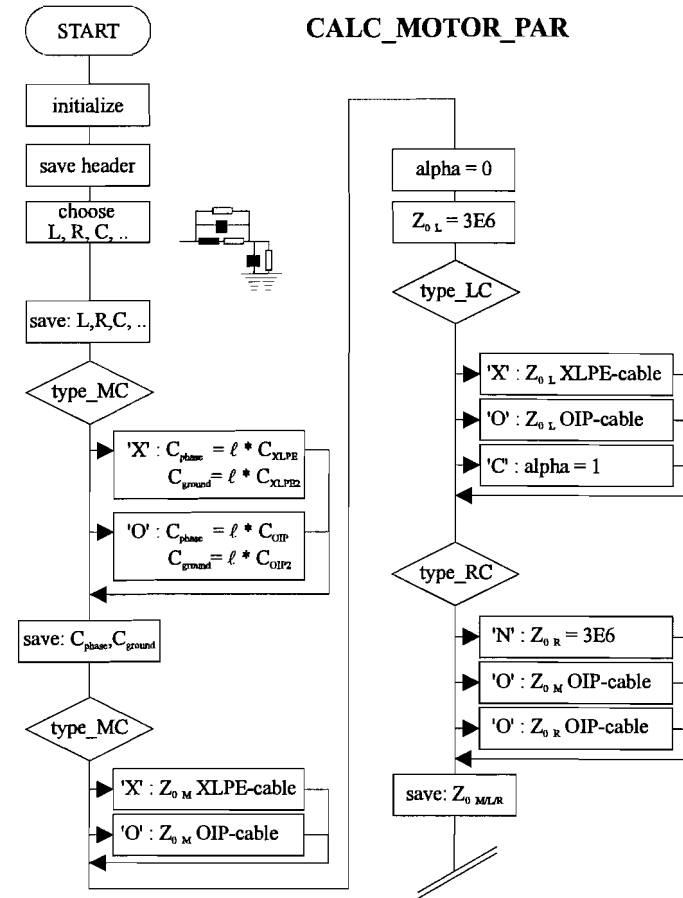 CALC_MOTOR_PAR
START
initialize
save header
choose
L, R, C, ..
save: L,R,C, ..
type_MC
'X' : C_phase = ℓ * C_XLPE
C_ground = ℓ * C_XLPE2
'O' : C_phase = ℓ * C_OIP
C_ground = ℓ * C_OIP2
save: C_phase,C_ground
type_MC
'X' : Z_0 M XLPE-cable
'O' : Z_0 M OIP-cable
alpha = 0
Z_0 L = 3E6
type_LC
'X' : Z_0 L XLPE-cable
'O' : Z_0 L OIP-cable
'C' : alpha = 1
type_RC
'N' : Z_0 R = 3E6
'O' : Z_0 M OIP-cable
'O' : Z_0 R OIP-cable
save: Z_0 M/L/R